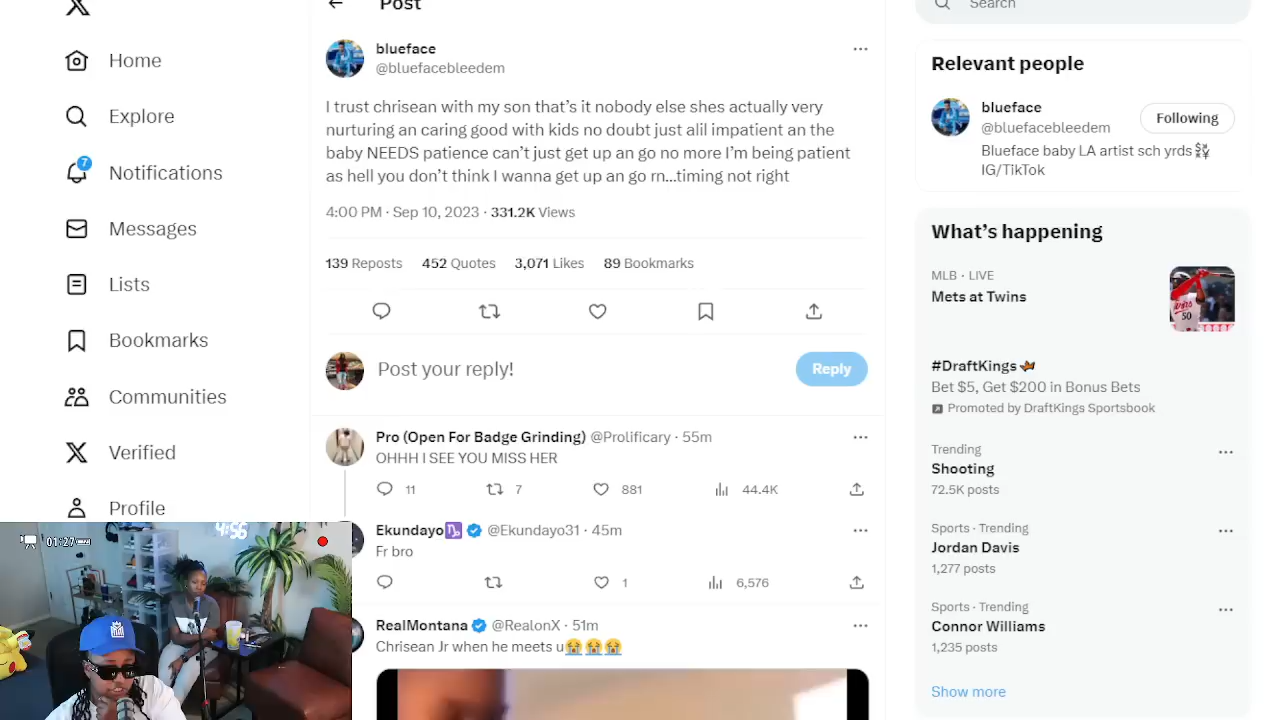 X
Home
Explore
7
Notifications
Messages
Lists
Bookmarks
Communities
Verified
Profile
Post
blueface
@bluefacebleedem
I trust chrisean with my son that's it nobody else shes actually very
nurturing an caring good with kids no doubt just alil impatient an the
baby NEEDS patience can't just get up an go no more I'm being patient
as hell you don't think I wanna get up an go rn...timing not right
4:00 PM · Sep 10, 2023 · 331.2K Views
139 Reposts 452 Quotes 3,071 Likes 89 Bookmarks
Post your reply!
Reply
Pro (Open For Badge Grinding) @Prolificary · 55m
OHHH I SEE YOU MISS HER
11 7 881 44.4K
Ekundayo♑ @Ekundayo31 · 45m
Fr bro
1 6,576
RealMontana @RealonX · 51m
Chrisean Jr when he meets u😭😭😭
Search
Relevant people
blueface
@bluefacebleedem
Following
Blueface baby LA artist sch yrds💱
IG/TikTok
What's happening
MLB · LIVE
Mets at Twins
50
#DraftKings
Bet $5, Get $200 in Bonus Bets
Promoted by DraftKings Sportsbook
Trending
Shooting
72.5K posts
Sports · Trending
Jordan Davis
1,277 posts
Sports · Trending
Connor Williams
1,235 posts
Show more
01:27
4:56